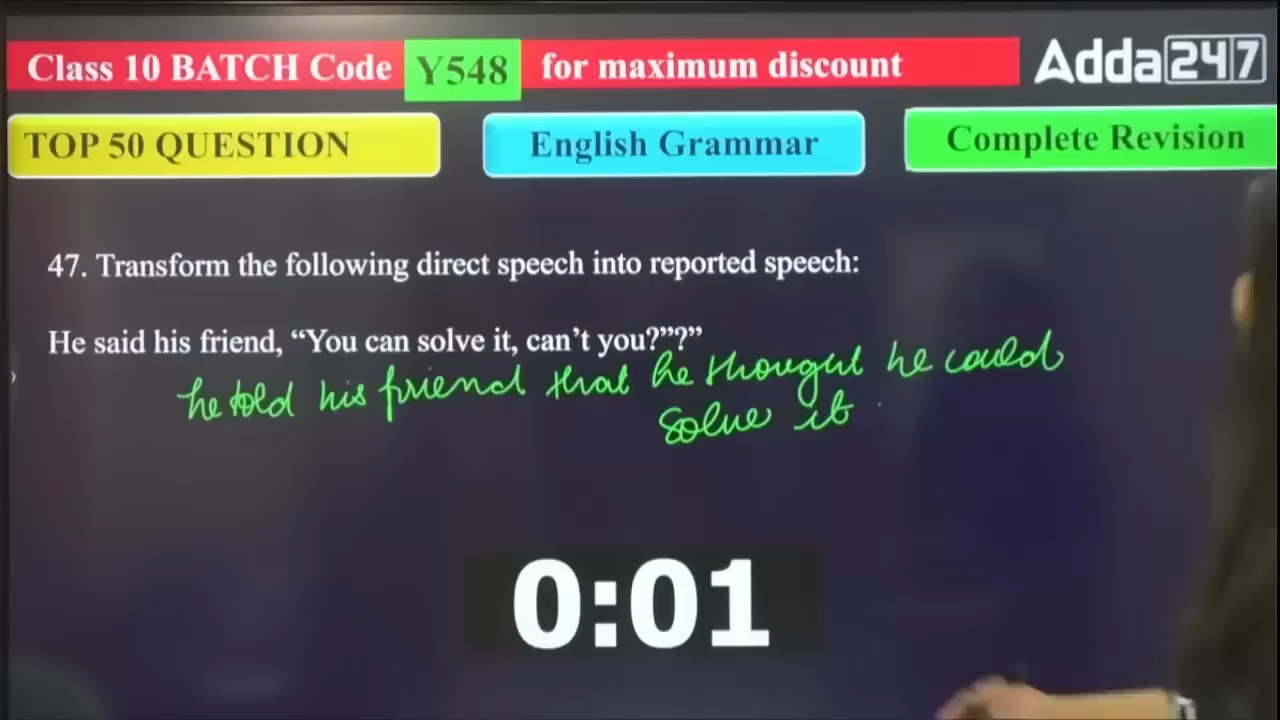 Class 10 BATCH Code Y548 for maximum discount
Adda247
TOP 50 QUESTION
English Grammar
Complete Revision
47. Transform the following direct speech into reported speech:
He said his friend, “You can solve it, can’t you?”?”
he told his friend that he thought he could
solve it
0:01